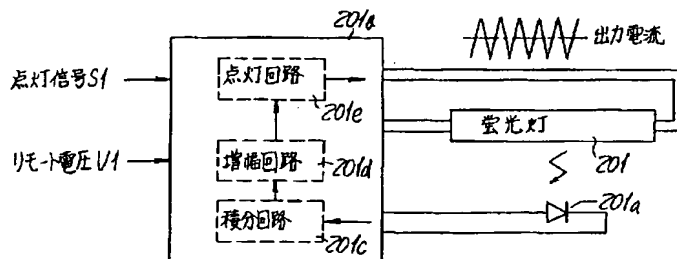 201a
出力電流
点灯信号S1
点灯回路
201e
蛍光灯
201
リモート電圧V1
増幅回路
201d
201a
積分回路
201c